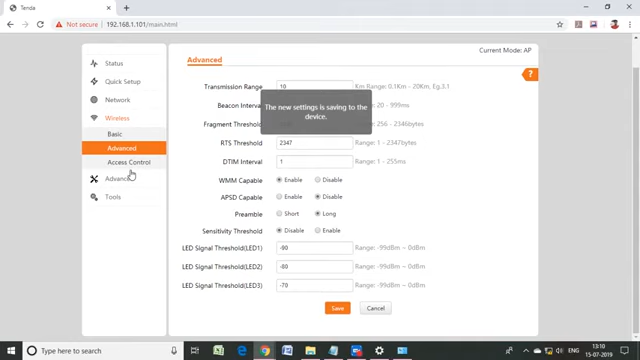 Tenda
Not secure | 192.168.1.101/main.html
Current Mode: AP
Status
Quick Setup
Network
Wireless
Basic
Advanced
Access Control
Advanced
Tools
Advanced
Transmission Range 10 Km Range: 0.1Km - 20Km, Eg.3.1
Beacon Interval Range: 20 - 999ms
The new settings is saving to the
device.
Fragment Threshold Range: 256 - 2346bytes
RTS Threshold 2347 Range: 1 - 2347bytes
DTIM Interval 1 Range: 1 - 255ms
WMM Capable Enable Disable
APSD Capable Enable Disable
Preamble Short Long
Sensitivity Threshold Disable Enable
LED Signal Threshold(LED1) -90 Range: -99dBm ~ 0dBm
LED Signal Threshold(LED2) -80 Range: -99dBm ~ 0dBm
LED Signal Threshold(LED3) -70 Range: -99dBm ~ 0dBm
Save Cancel
?
Type here to search
ENG
13:10
15-07-2019